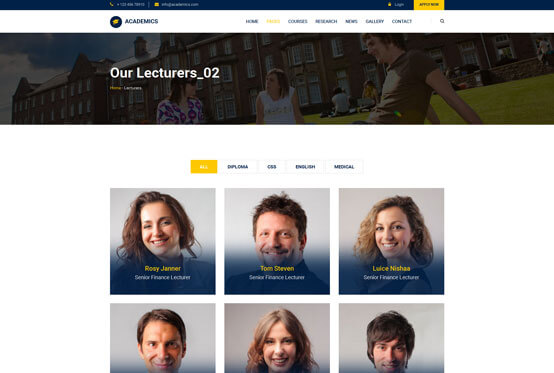 + 123 456 78910
info@academics.com
Login
APPLY NOW
ACADEMICS
HOME
PAGES
COURSES
RESEARCH
NEWS
GALLERY
CONTACT
Our Lecturers_02
Home - Lecturers
ALL
DIPLOMA
CSS
ENGLISH
MEDICAL
Rosy Janner
Senior Finance Lecturer
Tom Steven
Senior Finance Lecturer
Luice Nishaa
Senior Finance Lecturer